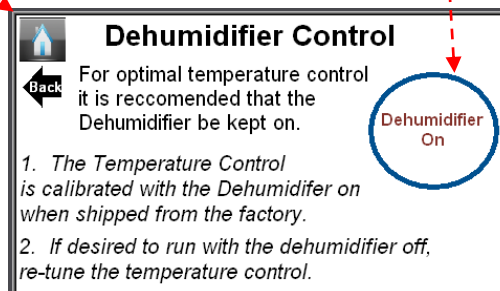 Dehumidifier Control
Back
For optimal temperature control
it is reccomended that the
Dehumidifier be kept on.
Dehumidifier
On
1. The Temperature Control
is calibrated with the Dehumidifer on
when shipped from the factory.
2. If desired to run with the dehumidifier off,
re-tune the temperature control.